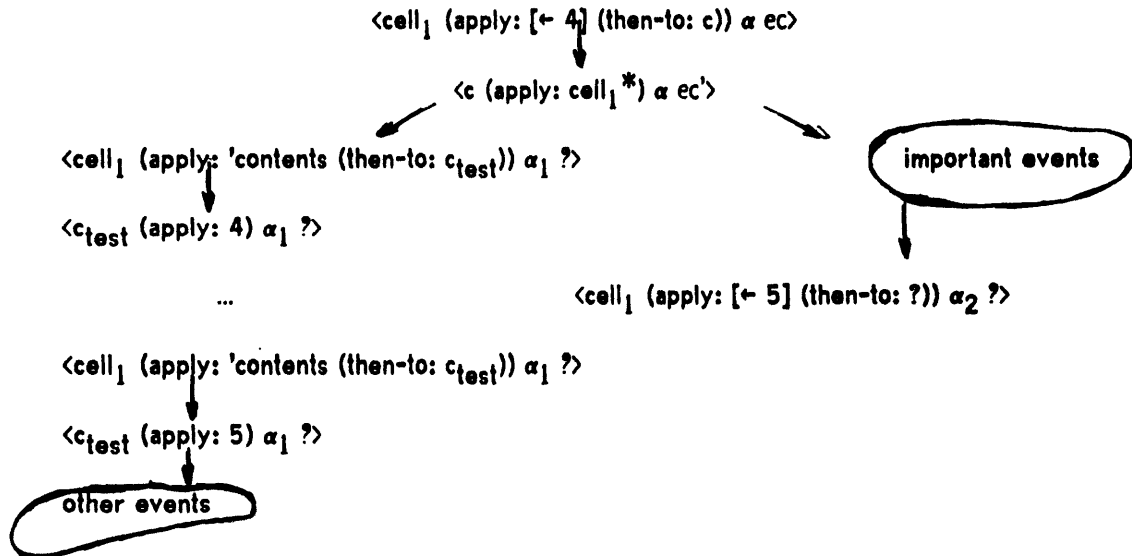 <cell1 (apply: [← 4] (then-to: c)) α ec>
<c (apply: cell1*) α ec'>
<cell1 (apply: 'contents (then-to: ctest)) α1 ?>
important events
<ctest (apply: 4) α1 ?>
...
<cell1 (apply: [← 5] (then-to: ?)) α2 ?>
<cell1 (apply: 'contents (then-to: ctest)) α1 ?>
<ctest (apply: 5) α1 ?>
other events